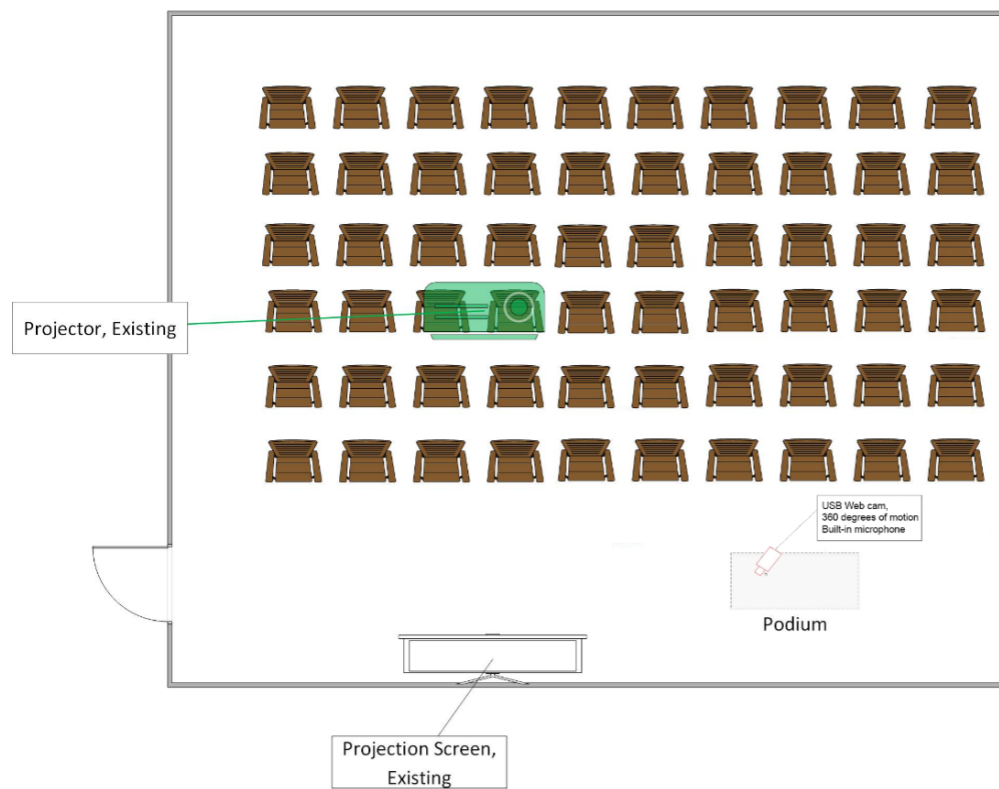 Projector, Existing
USB Web cam,
360 degrees of motion
Built-in microphone
Podium
Projection Screen,
Existing